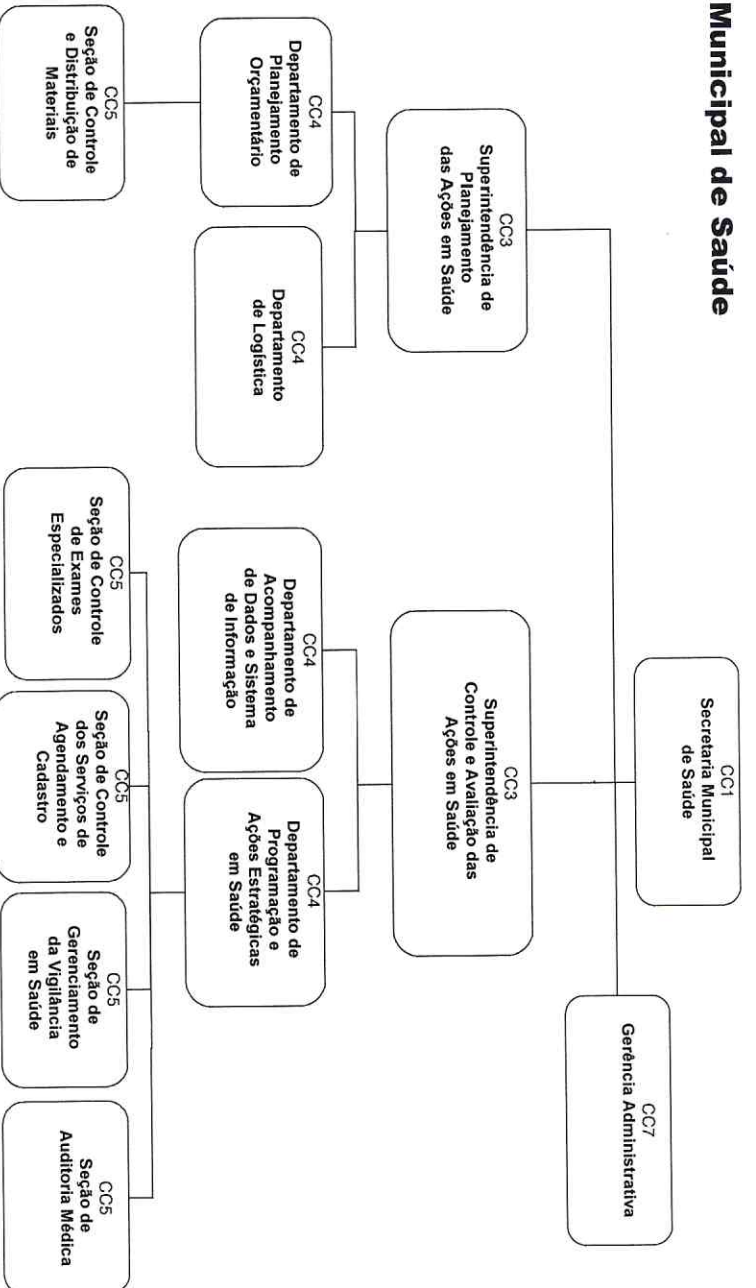 Municipal de Saúde
CC1
Secretaria Municipal
de Saúde
CC7
Gerência Administrativa
CC3
Superintendência de
Planejamento
das Ações em Saúde
CC3
Superintendência de
Controle e Avaliação das
Ações em Saúde
CC4
Departamento de
Planejamento
Orçamentário
CC4
Departamento
de Logística
CC4
Departamento de
Acompanhamento
de Dados e Sistema
de Informação
CC4
Departamento de
Programação e
Ações Estratégicas
em Saúde
CC5
Seção de Controle
e Distribuição de
Materiais
CC5
Seção de Controle
de Exames
Especializados
CC5
Seção de Controle
dos Serviços de
Agendamento e
Cadastro
CC5
Seção de
Gerenciamento
da Vigilância
em Saúde
CC5
Seção de
Auditoria Médica